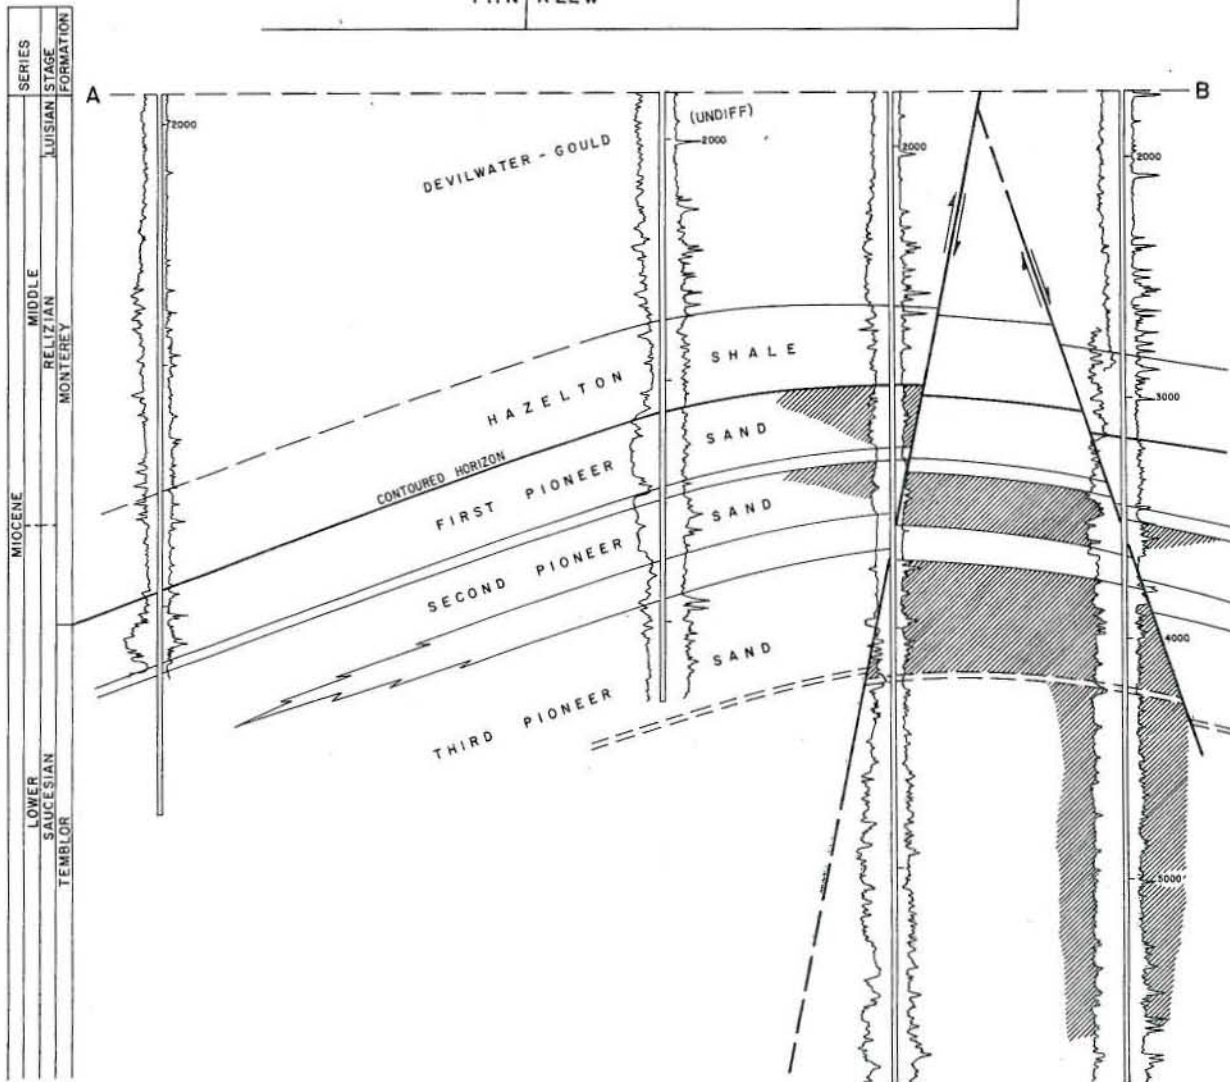 SERIES
STAGE
FORMATION
A
B
LUISIAN
2000
(UNDIFF)
2000
2000
2000
DEVILWATER - GOULD
MIDDLE
RELIZIAN
MONTEREY
HAZELTON SHALE
3000
CONTOURED HORIZON
FIRST PIONEER SAND
MIOCENE
SECOND PIONEER SAND
4000
THIRD PIONEER SAND
LOWER
SAUCESIAN
TEMBLOR
5000'